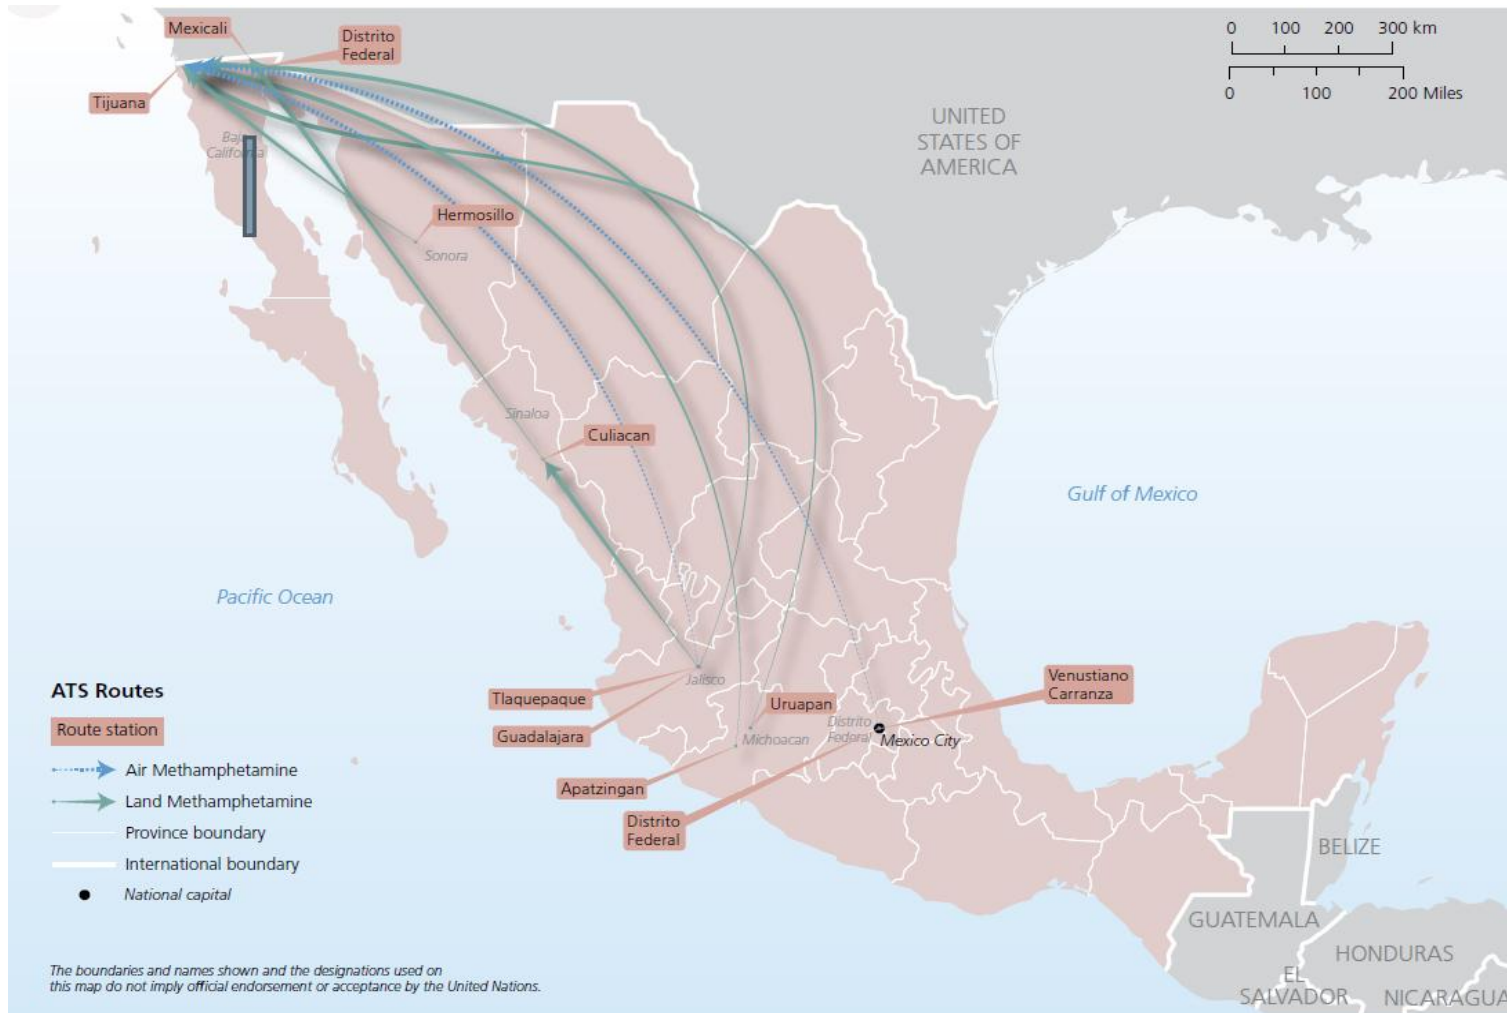 Mexicali
Distrito
Federal
Tijuana
0 100 200 300 km
0 100 200 Miles
UNITED
STATES OF
AMERICA
Baja
California
Hermosillo
Sonora
Sinaloa
Culiacan
Gulf of Mexico
Pacific Ocean
Tlaquepaque
Jalisco
Guadalajara
Uruapan
Michoacan
Distrito
Federal
Mexico City
Venustiano
Carranza
Apatzingan
Distrito
Federal
BELIZE
GUATEMALA
HONDURAS
EL
SALVADOR
NICARAGUA
ATS Routes
Route station
Air Methamphetamine
Land Methamphetamine
Province boundary
International boundary
National capital
The boundaries and names shown and the designations used on
this map do not imply official endorsement or acceptance by the United Nations.